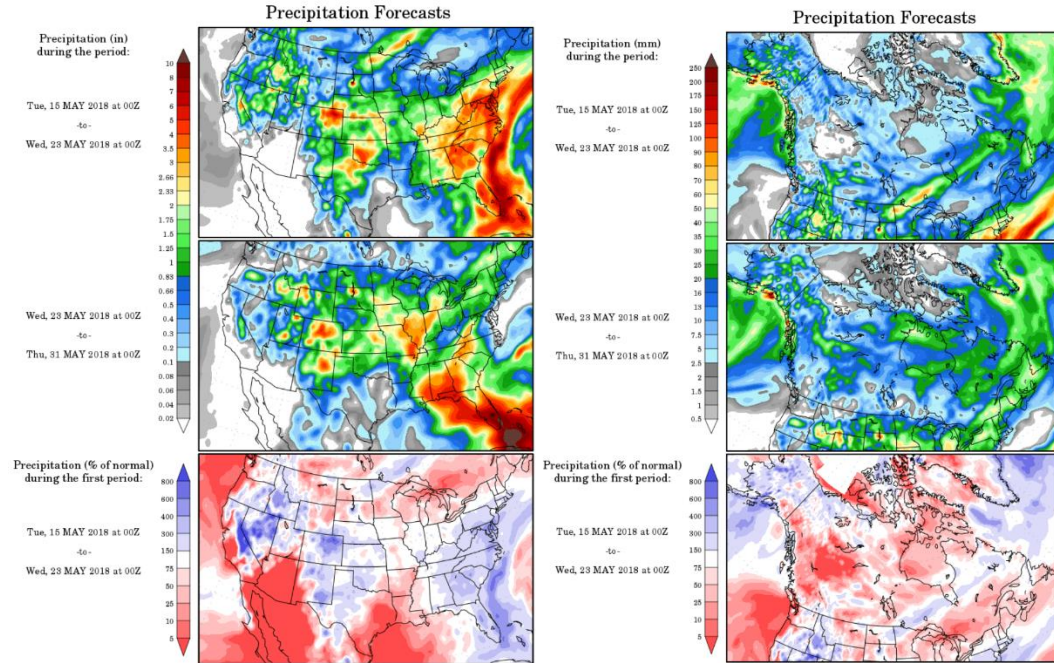 Precipitation Forecasts
Precipitation (in)
during the period:
Tue, 15 MAY 2018 at 00Z
-to-
Wed, 23 MAY 2018 at 00Z
10
9
8
7
6
5
4
3.5
3
2.66
2.33
2
1.75
1.5
1.25
1
0.83
0.66
0.5
0.4
0.3
0.2
0.1
0.08
0.06
0.04
0.02
Wed, 23 MAY 2018 at 00Z
-to-
Thu, 31 MAY 2018 at 00Z
Precipitation (% of normal)
during the first period:
Tue, 15 MAY 2018 at 00Z
-to-
Wed, 23 MAY 2018 at 00Z
800
600
400
300
150
75
50
25
10
5
Precipitation Forecasts
Precipitation (mm)
during the period:
Tue, 15 MAY 2018 at 00Z
-to-
Wed, 23 MAY 2018 at 00Z
250
200
175
150
120
105
90
80
70
60
50
40
35
30
25
20
16
13
10
7.5
5
2.5
2
1.5
1
0.5
Wed, 23 MAY 2018 at 00Z
-to-
Thu, 31 MAY 2018 at 00Z
Precipitation (% of normal)
during the first period:
Tue, 15 MAY 2018 at 00Z
-to-
Wed, 23 MAY 2018 at 00Z
800
600
400
300
150
75
50
25
10
5